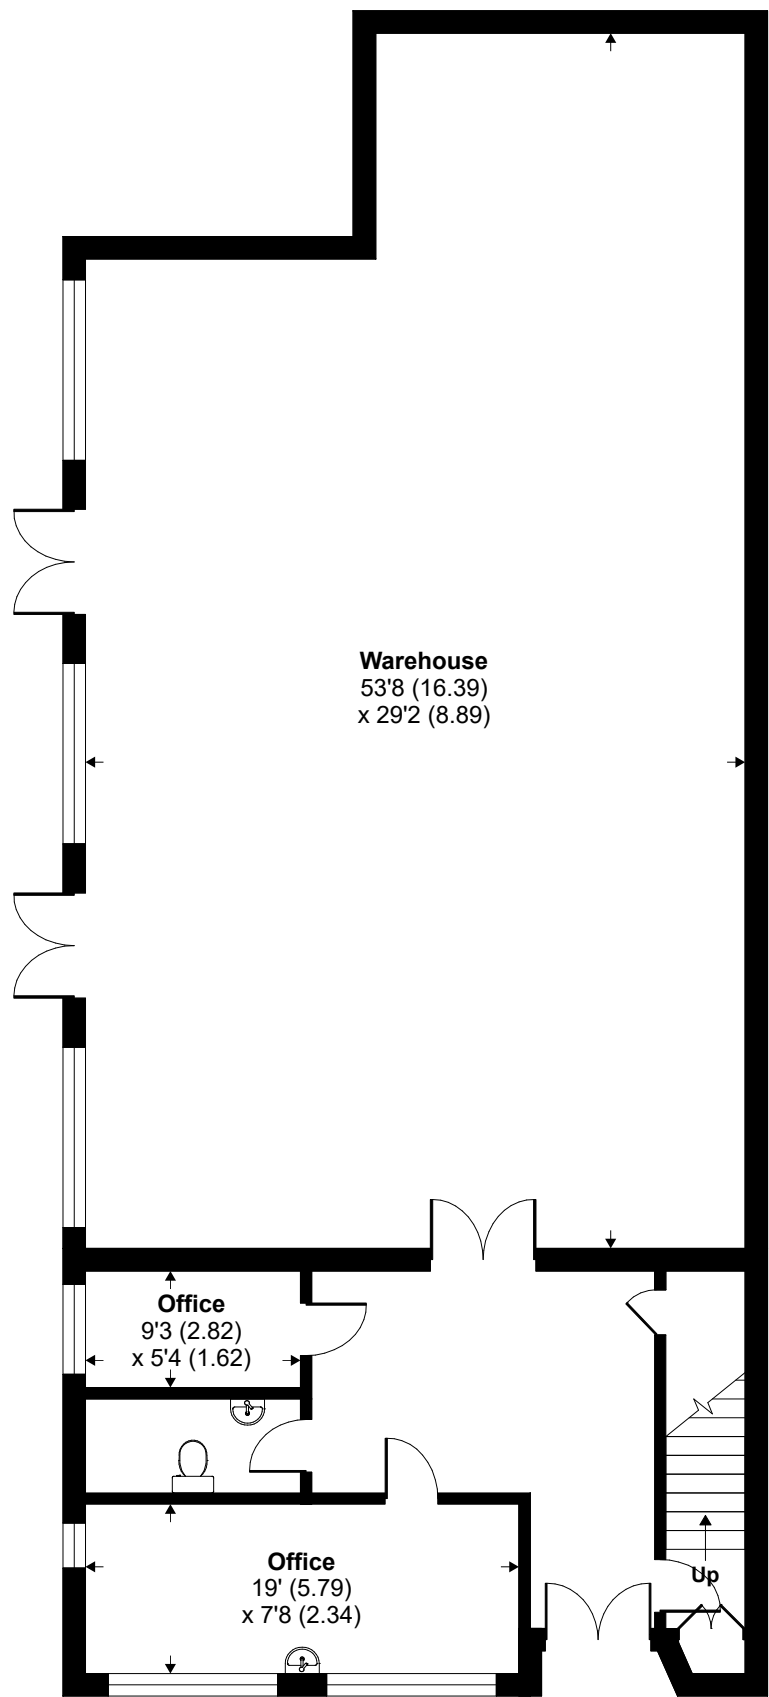 Warehouse
53'8 (16.39)
x 29'2 (8.89)
Office
9'3 (2.82)
x 5'4 (1.62)
Office
19' (5.79)
x 7'8 (2.34)
Up